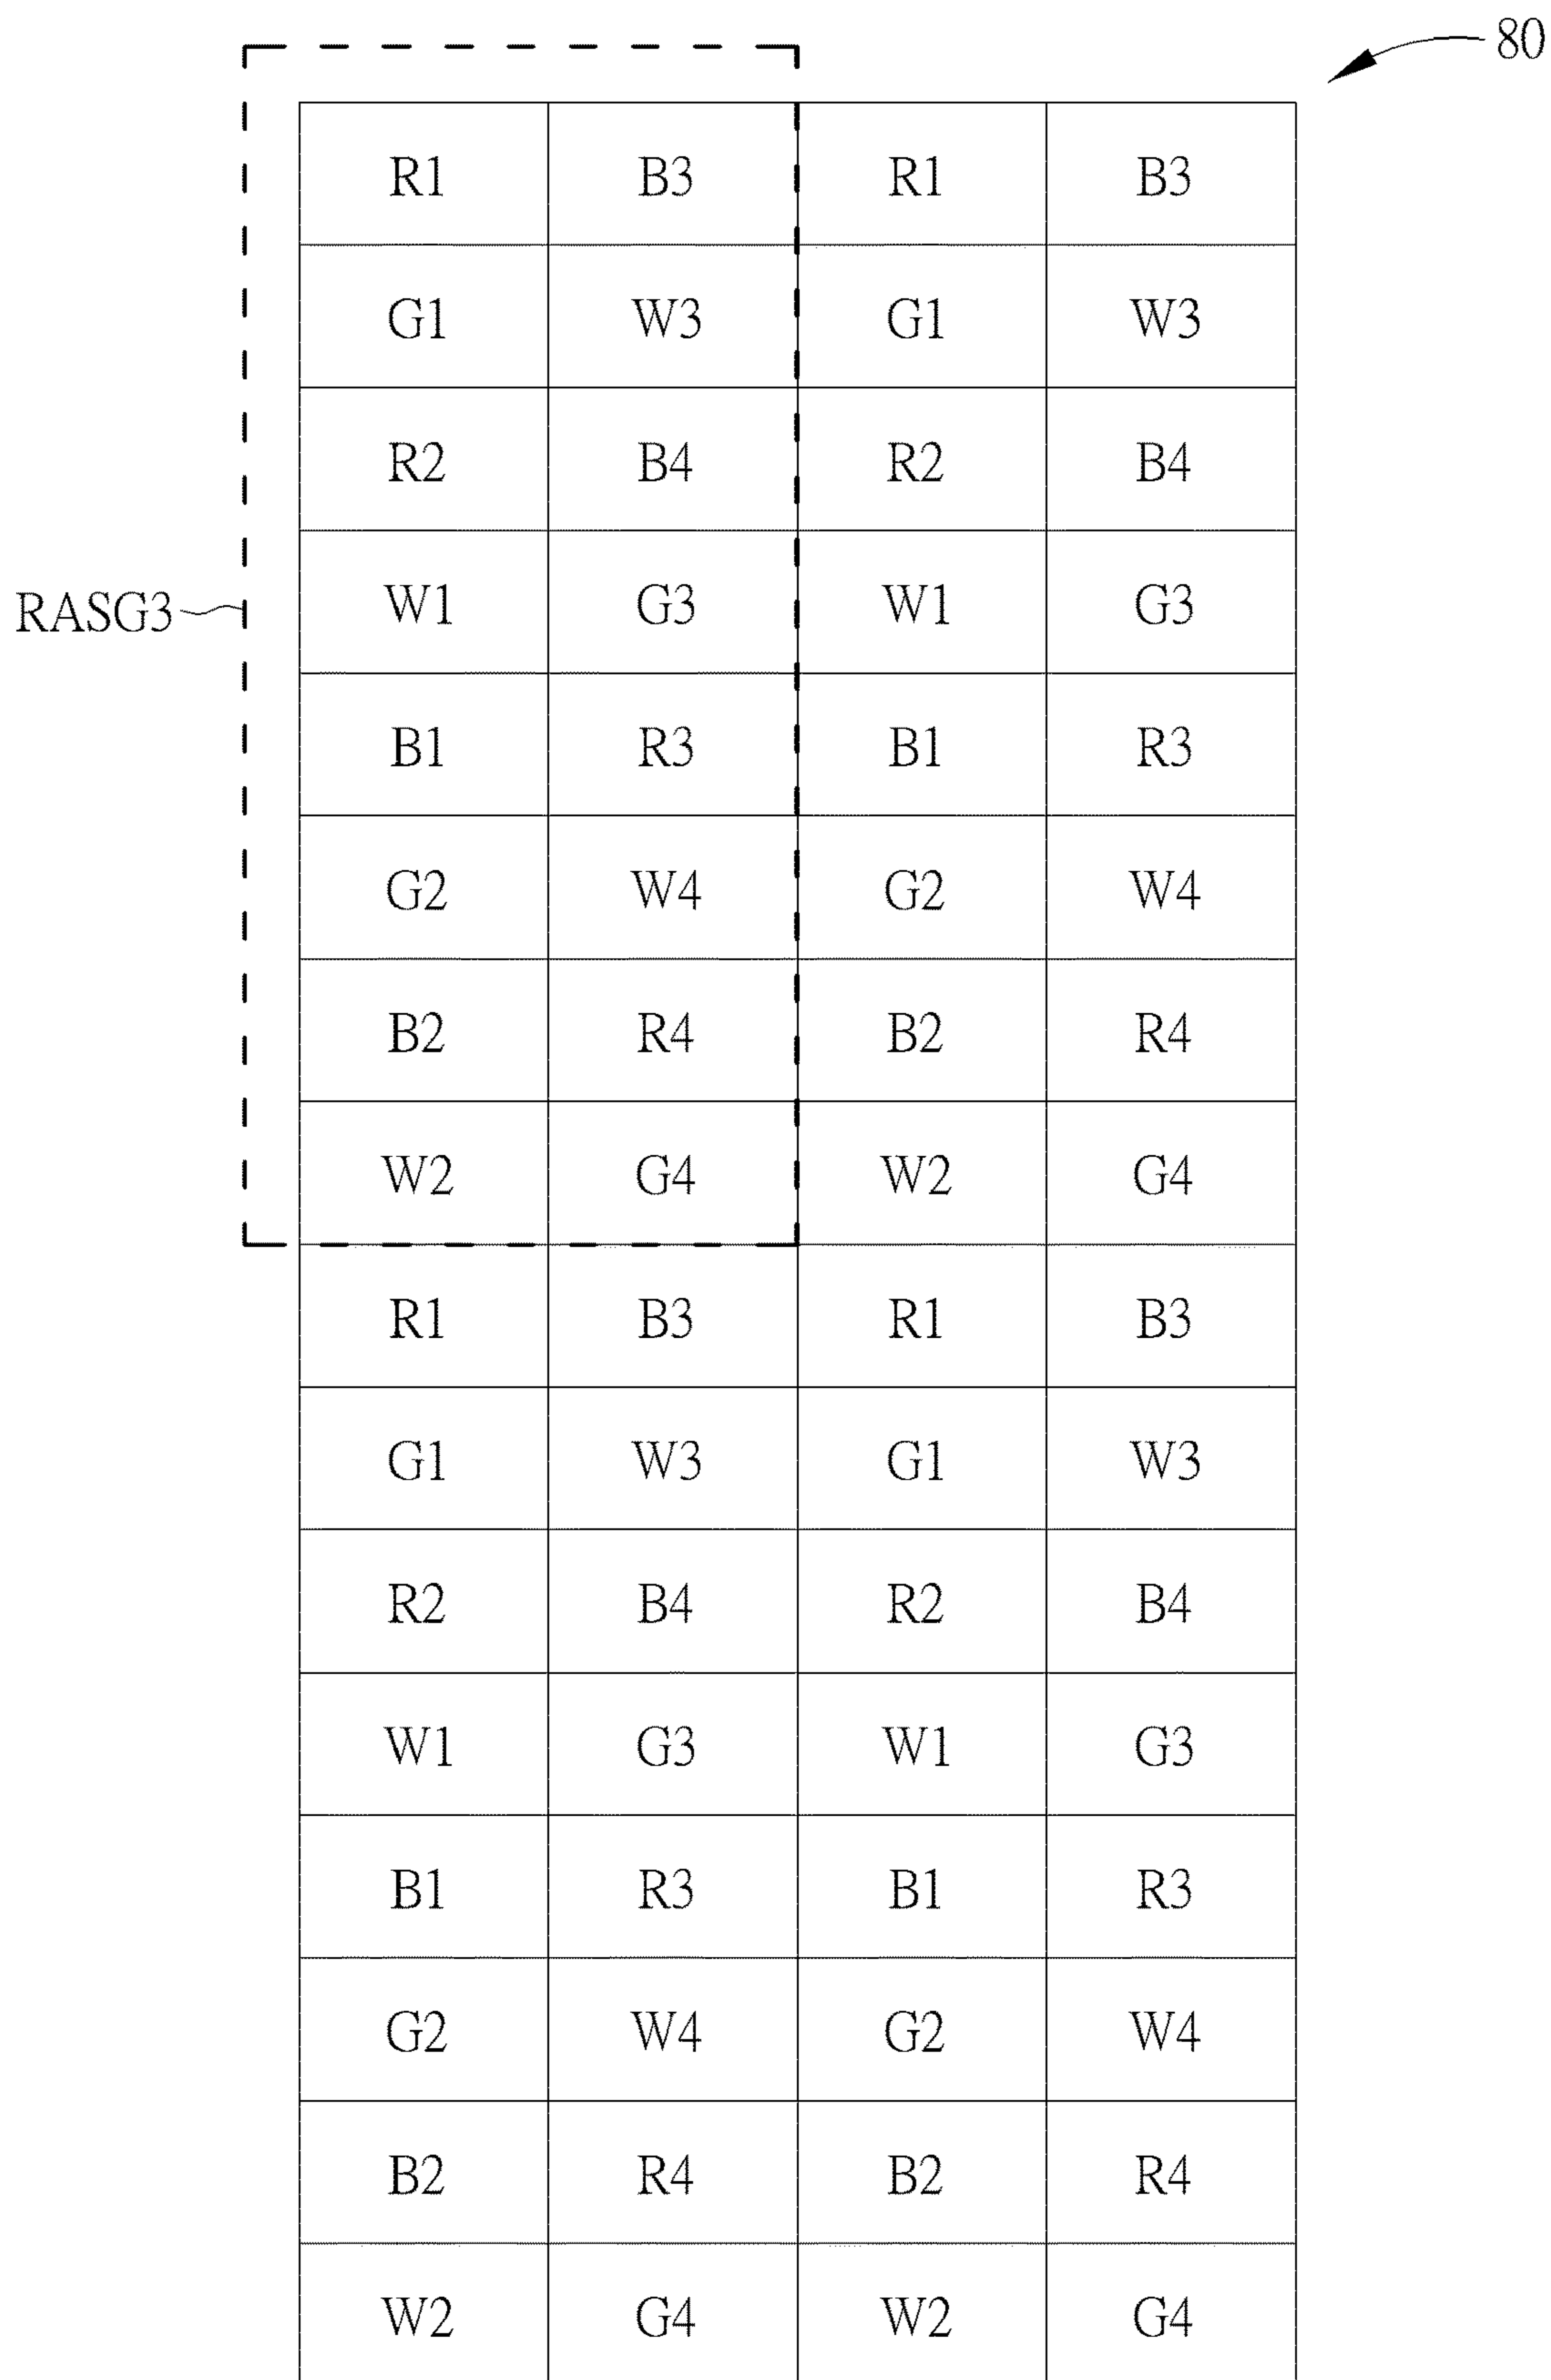 80
R1 B3 R1 B3
G1 W3 G1 W3
R2 B4 R2 B4
RASG3 W1 G3 W1 G3
B1 R3 B1 R3
G2 W4 G2 W4
B2 R4 B2 R4
W2 G4 W2 G4
R1 B3 R1 B3
G1 W3 G1 W3
R2 B4 R2 B4
W1 G3 W1 G3
B1 R3 B1 R3
G2 W4 G2 W4
B2 R4 B2 R4
W2 G4 W2 G4